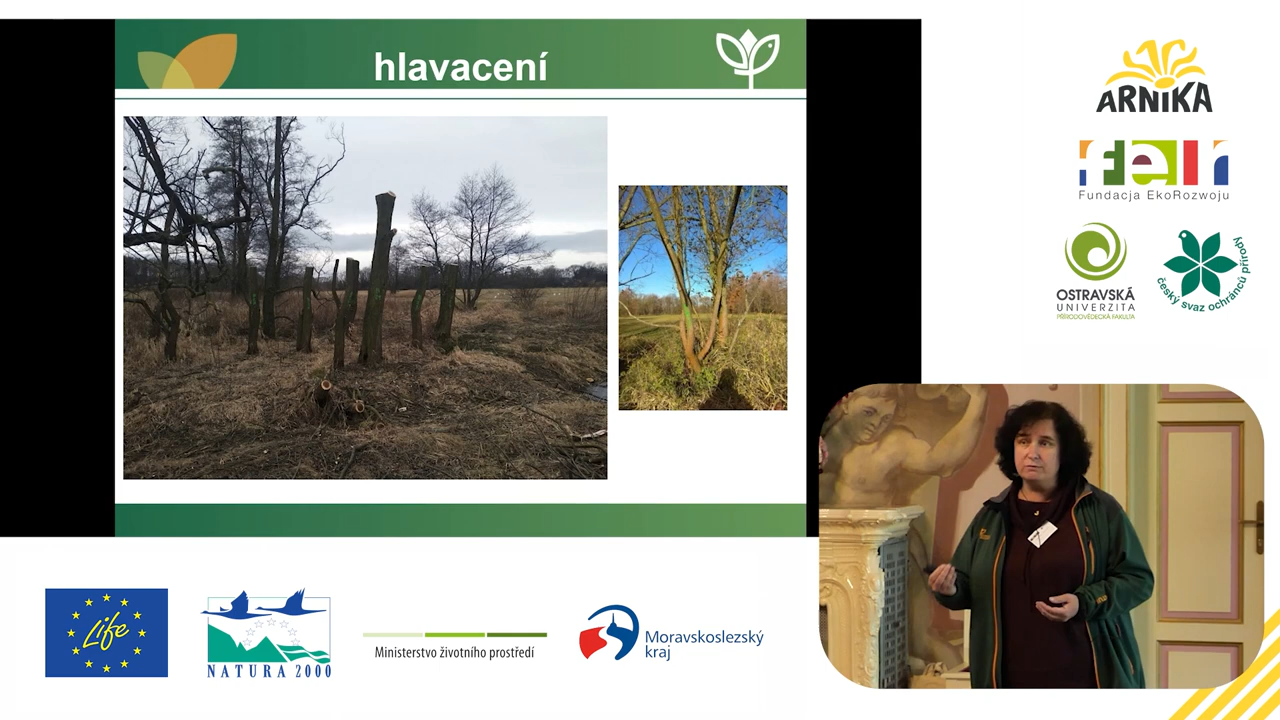 hlavacení
ARNIKA
feh
Fundacja EkoRozwoju
OSTRAVSKÁ
UNIVERZITA
PŘÍRODOVĚDECKÁ FAKULTA
český svaz ochránců přírody
Life
NATURA 2000
Ministerstvo životního prostředí
Moravskoslezský
kraj